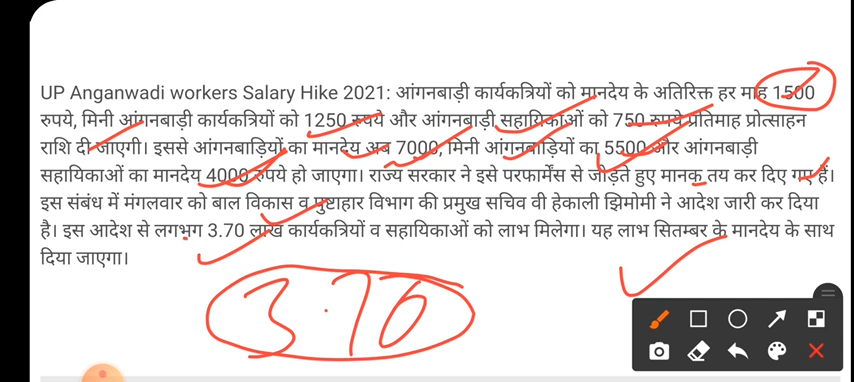 UP Anganwadi workers Salary Hike 2021: आंगनबाड़ी कार्यकत्रियों को मानदेय के अतिरिक्त हर माह 1500
रुपये, मिनी आंगनबाड़ी कार्यकत्रियों को 1250 रुपये और आंगनबाड़ी सहायिकाओं को 750 रुपये प्रतिमाह प्रोत्साहन
राशि दी जाएगी। इससे आंगनबाड़ियों का मानदेय अब 7000, मिनी आंगनबाड़ियों का 5500 और आंगनबाड़ी
सहायिकाओं का मानदेय 4000 रुपये हो जाएगा। राज्य सरकार ने इसे परफार्मेंस से जोड़ते हुए मानक तय कर दिए गए हैं।
इस संबंध में मंगलवार को बाल विकास व पुष्टाहार विभाग की प्रमुख सचिव वी हेकाली झिमोमी ने आदेश जारी कर दिया
है। इस आदेश से लगभग 3.70 लाख कार्यकत्रियों व सहायिकाओं को लाभ मिलेगा। यह लाभ सितम्बर के मानदेय के साथ
दिया जाएगा।
3.70